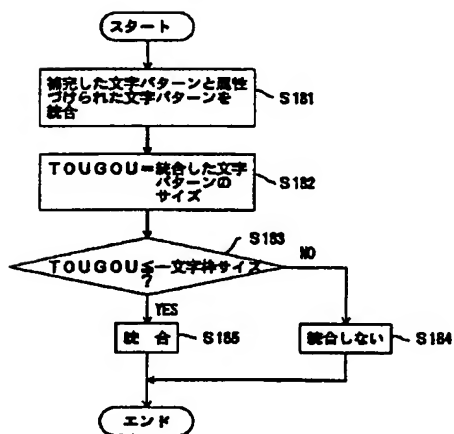 スタート
補充した文字パターンと属性
づけられた文字パターンを
統合
S181
TOUGOU＝統合した文字
パターンの
サイズ
S182
S183
TOUGOU≦一文字枠サイズ
?
NO
YES
統 合
S185
統合しない
S184
エンド